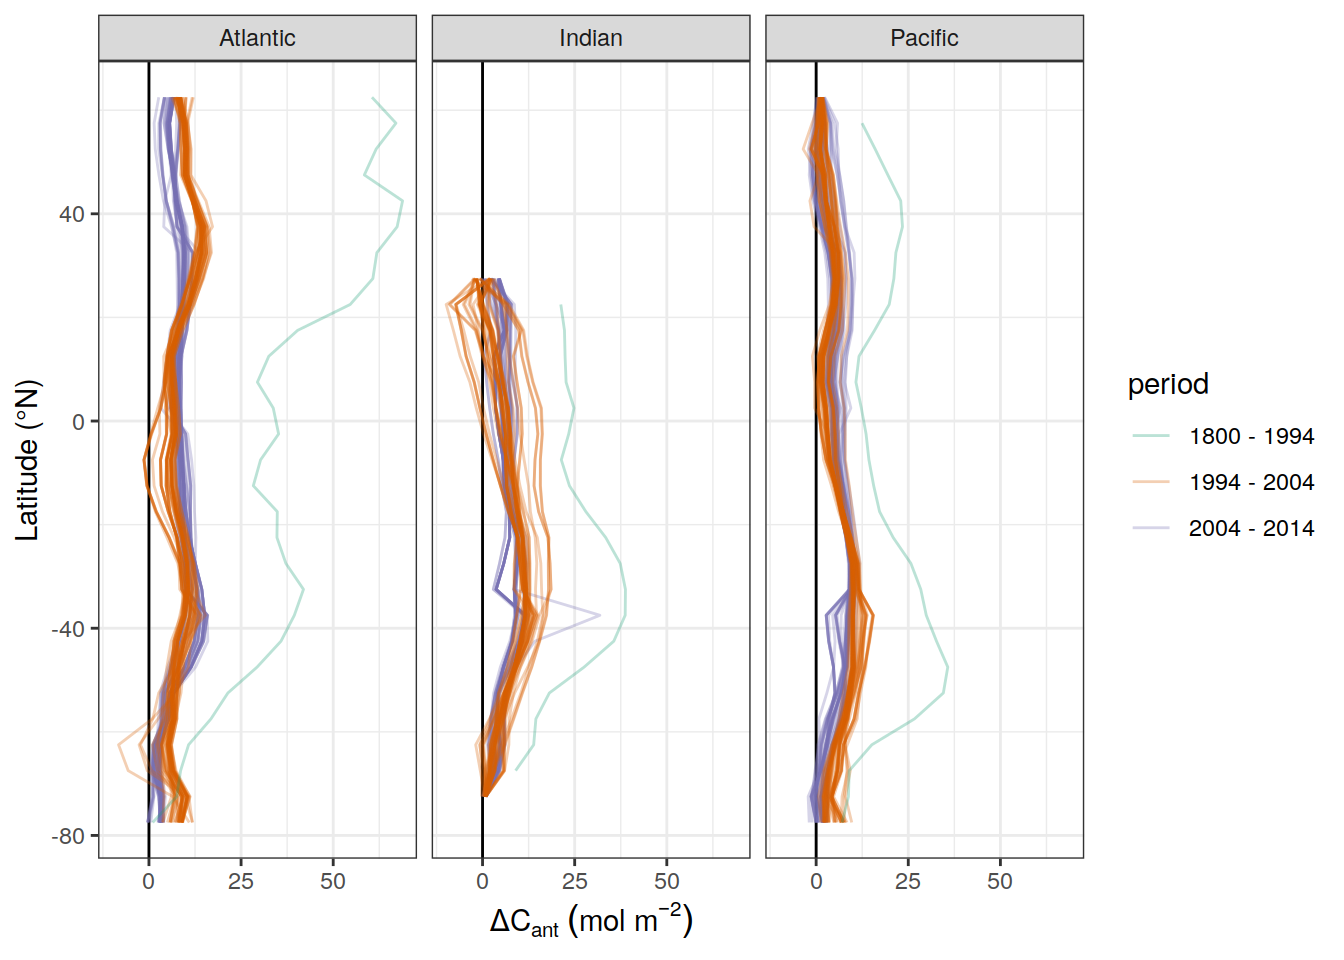 Atlantic Indian Pacific
40
0
-40
-80
Latitude (°N)
0 25 50 0 25 50 0 25 50
ΔCant (mol m−2)
period
1800 - 1994
1994 - 2004
2004 - 2014